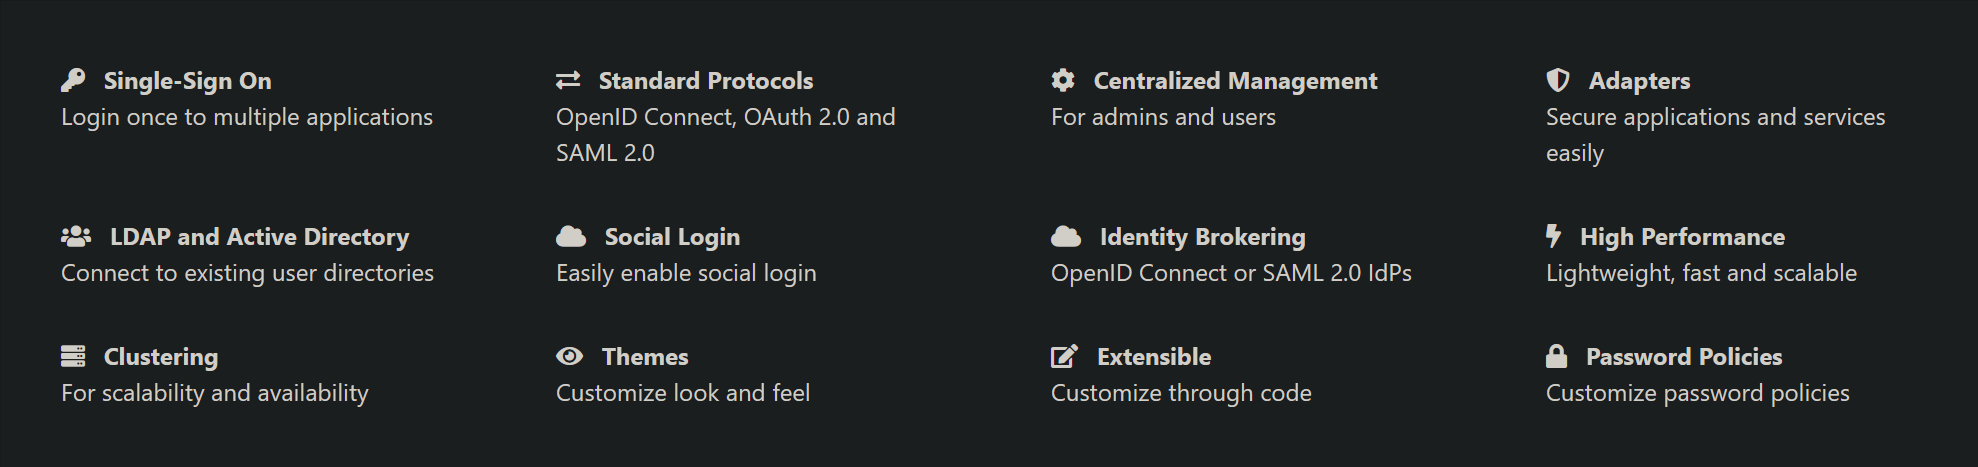 Single-Sign On
Login once to multiple applications
Standard Protocols
OpenID Connect, OAuth 2.0 and
SAML 2.0
Centralized Management
For admins and users
Adapters
Secure applications and services
easily
LDAP and Active Directory
Connect to existing user directories
Social Login
Easily enable social login
Identity Brokering
OpenID Connect or SAML 2.0 IdPs
High Performance
Lightweight, fast and scalable
Clustering
For scalability and availability
Themes
Customize look and feel
Extensible
Customize through code
Password Policies
Customize password policies